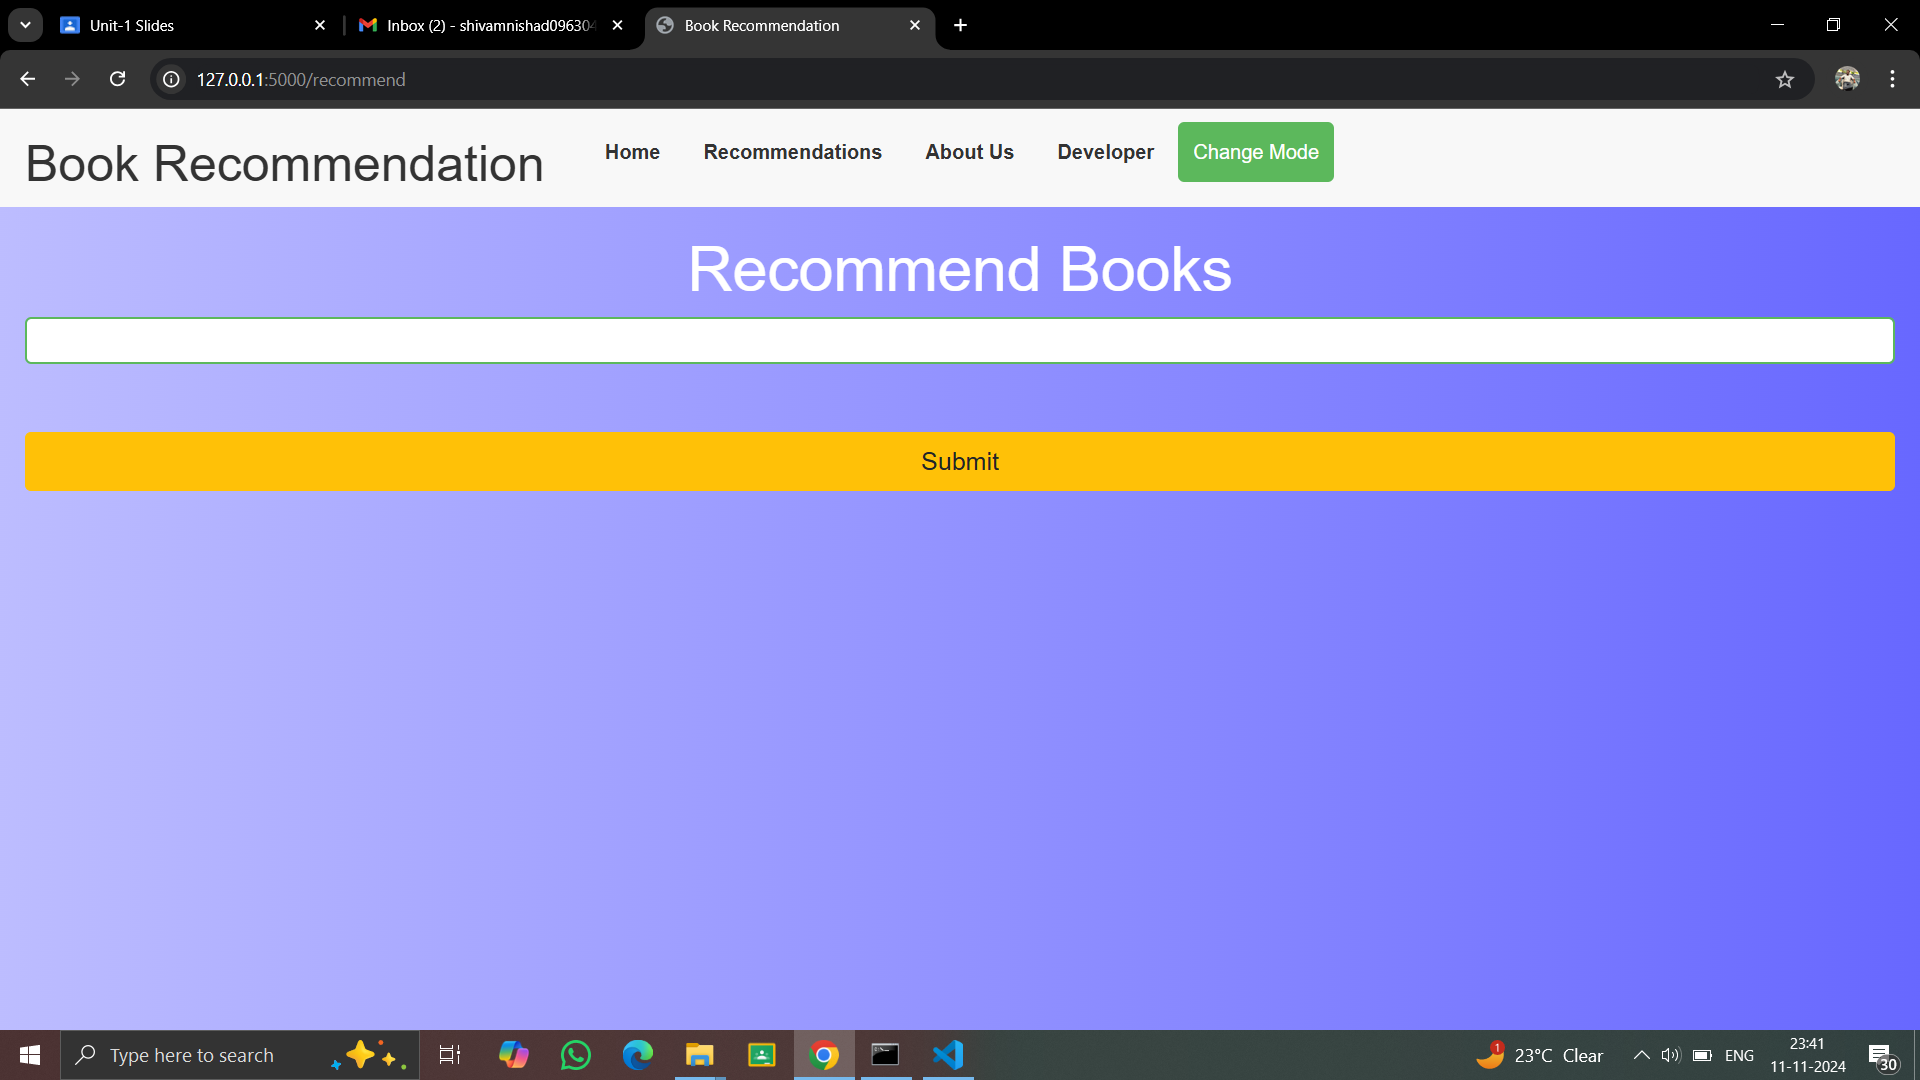 Unit-1 Slides
Inbox (2) - shivamnishad09630
Book Recommendation
127.0.0.1:5000/recommend
Book Recommendation
Home
Recommendations
About Us
Developer
Change Mode
Recommend Books
Submit
Type here to search
1
23°C Clear
ENG
23:41
11-11-2024
30